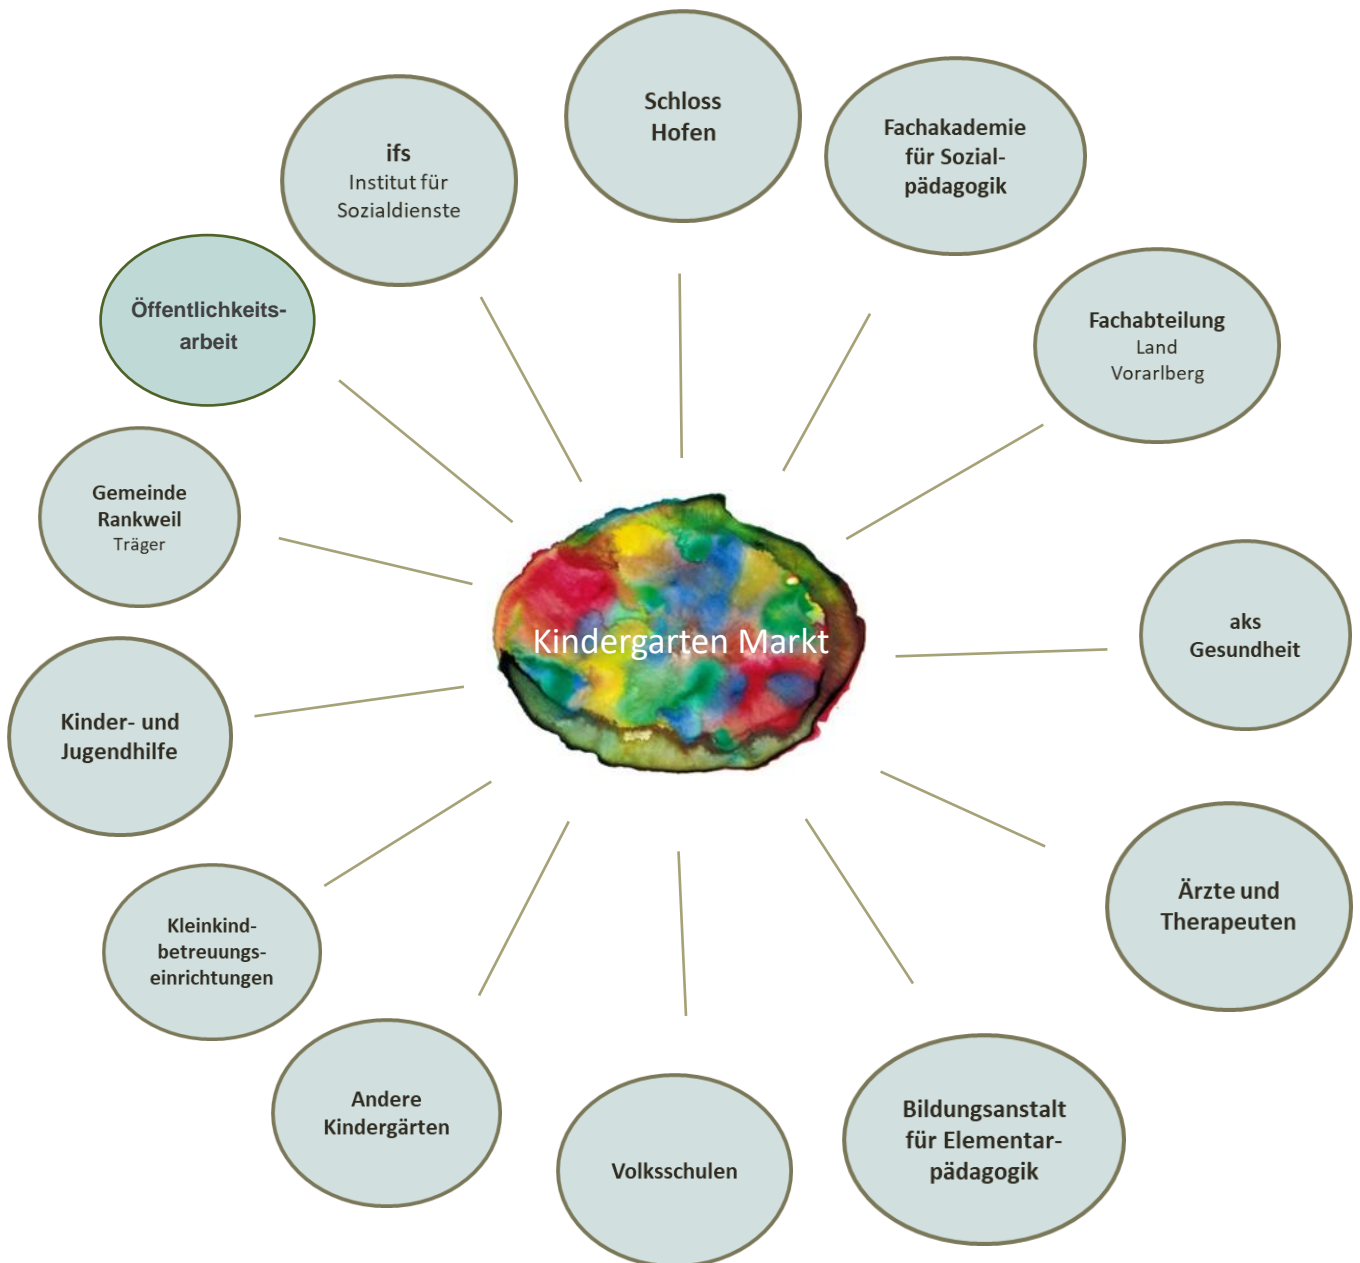 Schloss
Hofen
Fachakademie
für Sozial-
pädagogik
ifs
Institut für
Sozialdienste
Öffentlichkeits-
arbeit
Fachabteilung
Land
Vorarlberg
Gemeinde
Rankweil
Träger
Kindergarten Markt
aks
Gesundheit
Kinder- und
Jugendhilfe
Ärzte und
Therapeuten
Kleinkind-
betreuungs-
einrichtungen
Andere
Kindergärten
Volksschulen
Bildungsanstalt
für Elementar-
pädagogik